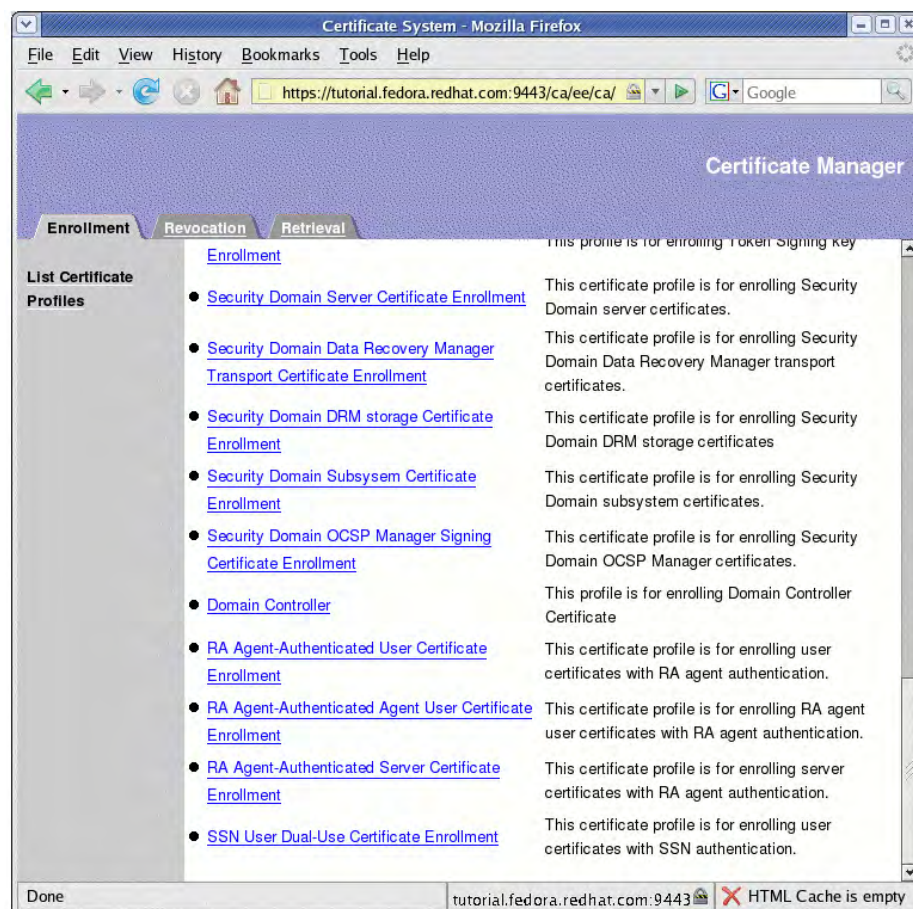 Certificate System - Mozilla Firefox
File Edit View History Bookmarks Tools Help
https://tutorial.fedora.redhat.com:9443/ca/ee/ca/
G Google
Certificate Manager
Enrollment Revocation Retrieval
List Certificate
Profiles
Enrollment
This profile is for enrolling Token Signing key
Security Domain Server Certificate Enrollment
This certificate profile is for enrolling Security
Domain server certificates.
Security Domain Data Recovery Manager
Transport Certificate Enrollment
This certificate profile is for enrolling Security
Domain Data Recovery Manager transport
certificates.
Security Domain DRM storage Certificate
Enrollment
This certificate profile is for enrolling Security
Domain DRM storage certificates
Security Domain Subsysem Certificate
Enrollment
This certificate profile is for enrolling Security
Domain subsystem certificates.
Security Domain OCSP Manager Signing
Certificate Enrollment
This certificate profile is for enrolling Security
Domain OCSP Manager certificates.
Domain Controller
This profile is for enrolling Domain Controller
Certificate
RA Agent-Authenticated User Certificate
Enrollment
This certificate profile is for enrolling user
certificates with RA agent authentication.
RA Agent-Authenticated Agent User Certificate
Enrollment
This certificate profile is for enrolling RA agent
user certificates with RA agent authentication.
RA Agent-Authenticated Server Certificate
Enrollment
This certificate profile is for enrolling server
certificates with RA agent authentication.
SSN User Dual-Use Certificate Enrollment
This certificate profile is for enrolling user
certificates with SSN authentication.
Done
tutorial.fedora.redhat.com:9443
HTML Cache is empty